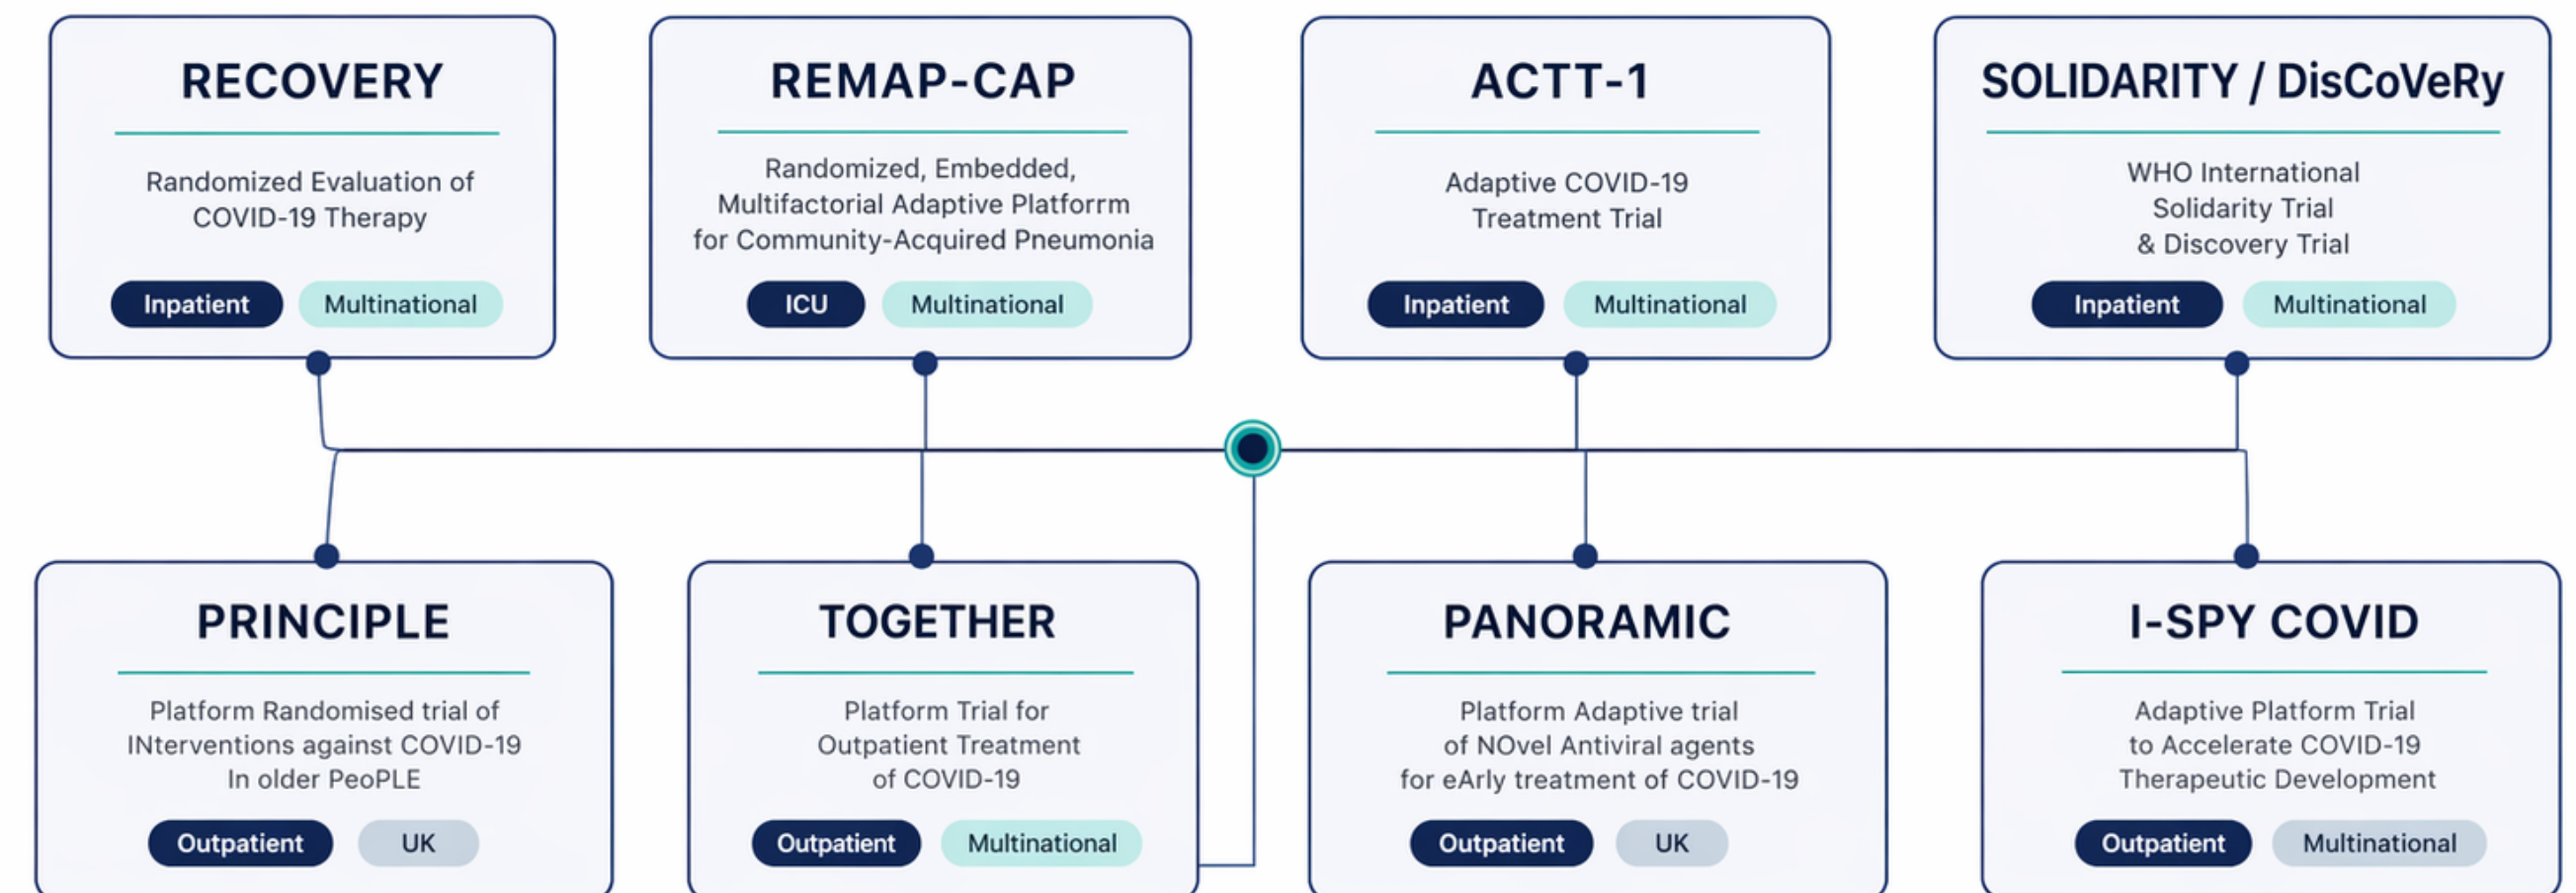 RECOVERY
Randomized Evaluation of
COVID-19 Therapy
Inpatient Multinational
REMAP-CAP
Randomized, Embedded,
Multifactorial Adaptive Platforrm
for Community-Acquired Pneumonia
ICU Multinational
ACTT-1
Adaptive COVID-19
Treatment Trial
Inpatient Multinational
SOLIDARITY / DisCoVeRy
WHO International
Solidarity Trial
& Discovery Trial
Inpatient Multinational
PRINCIPLE
Platform Randomised trial of
INterventions against COVID-19
In older PeoPLE
Outpatient UK
TOGETHER
Platform Trial for
Outpatient Treatment
of COVID-19
Outpatient Multinational
PANORAMIC
Platform Adaptive trial
of NOvel Antiviral agents
for eArly treatment of COVID-19
Outpatient UK
I-SPY COVID
Adaptive Platform Trial
to Accelerate COVID-19
Therapeutic Development
Outpatient Multinational